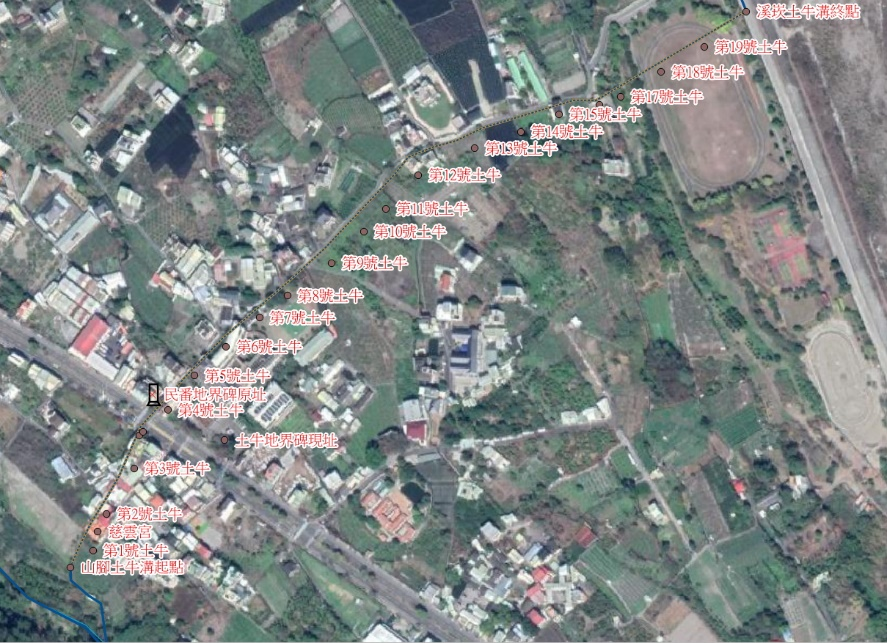 溪崁土牛溝終點
第19號土牛
第18號土牛
第17號土牛
第15號土牛
第14號土牛
第13號土牛
第12號土牛
第11號土牛
第10號土牛
第9號土牛
第8號土牛
第7號土牛
第6號土牛
第5號土牛
民番地界碑原址
第4號土牛
土牛地界碑現址
第3號土牛
第2號土牛
慈雲宮
第1號土牛
山腳土牛溝起點